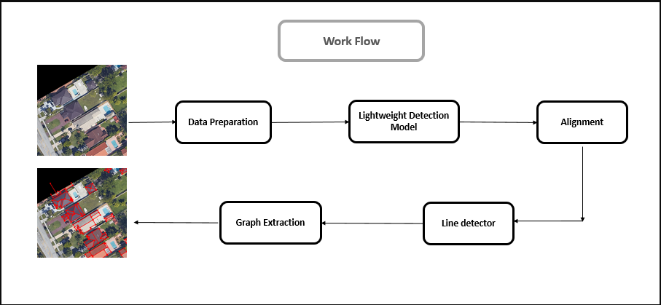 Work Flow
Data Preparation
Lightweight Detection
Model
Alignment
Graph Extraction
Line detector